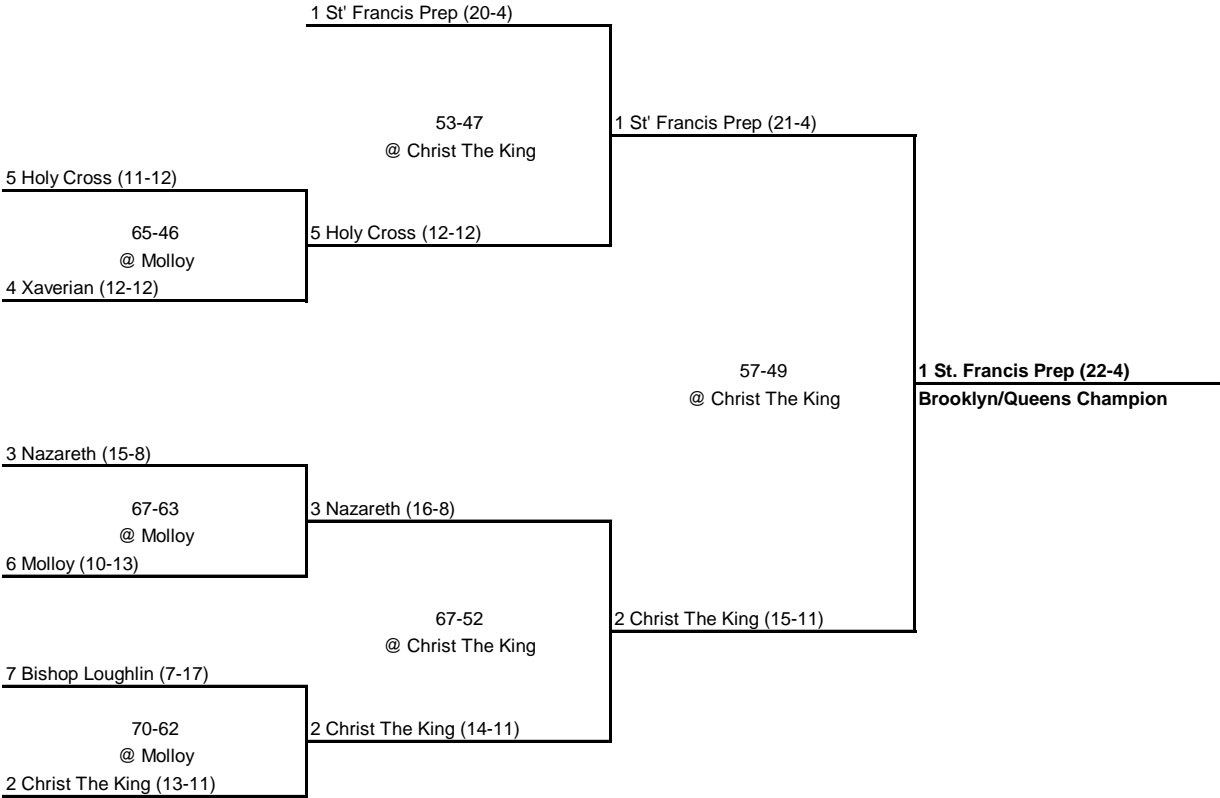 1 St' Francis Prep (20-4)
53-47
@ Christ The King
1 St' Francis Prep (21-4)
5 Holy Cross (11-12)
65-46
@ Molloy
5 Holy Cross (12-12)
4 Xaverian (12-12)
57-49
@ Christ The King
1 St. Francis Prep (22-4)
Brooklyn/Queens Champion
3 Nazareth (15-8)
67-63
@ Molloy
3 Nazareth (16-8)
6 Molloy (10-13)
67-52
@ Christ The King
2 Christ The King (15-11)
7 Bishop Loughlin (7-17)
70-62
@ Molloy
2 Christ The King (14-11)
2 Christ The King (13-11)